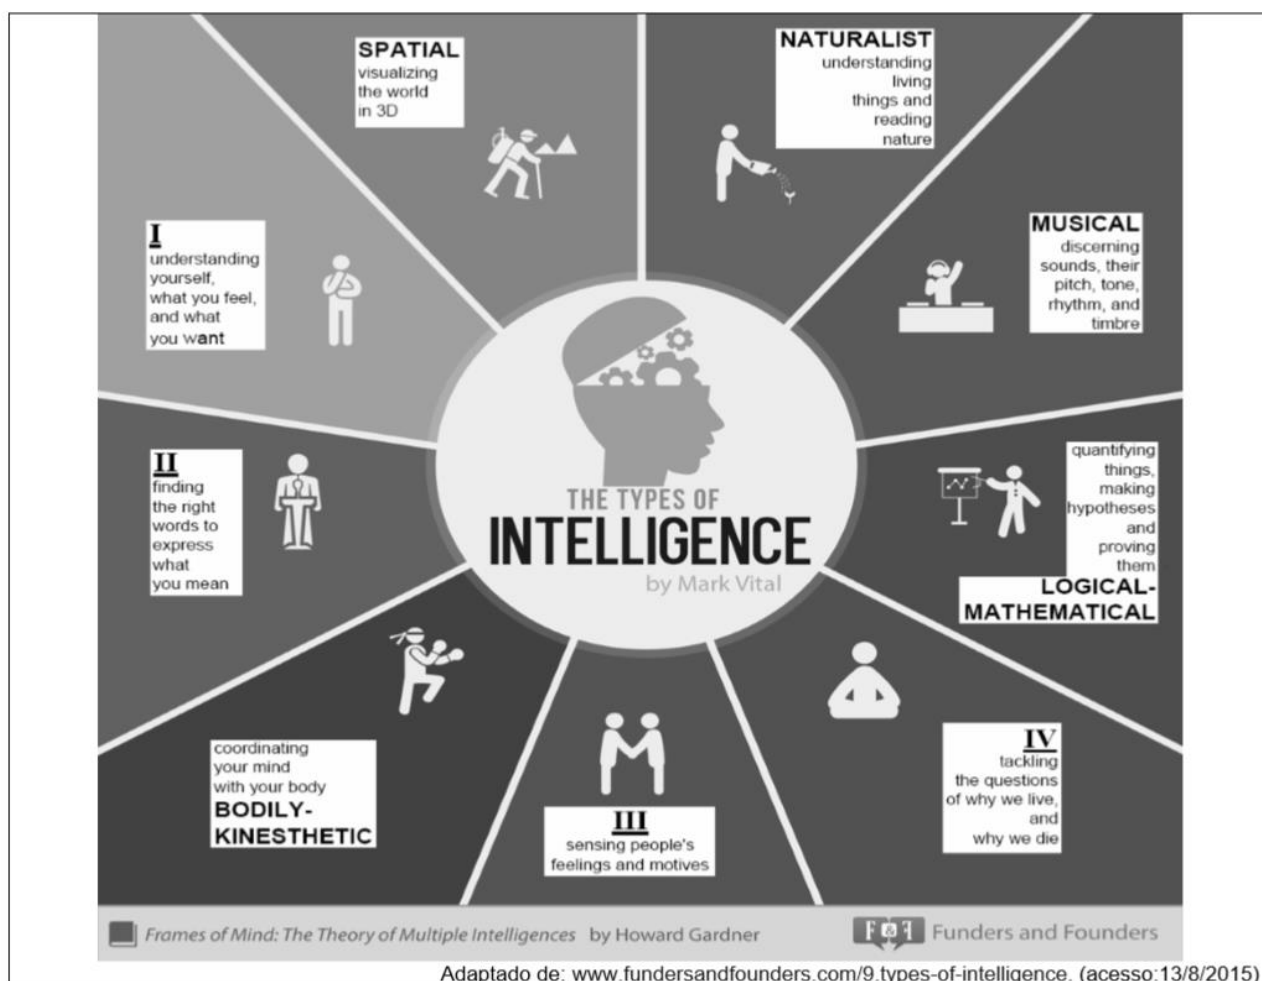 SPATIAL
visualizing
the world
in 3D
NATURALIST
understanding
living
things and
reading
nature
I
understanding
yourself,
what you feel,
and what
you want
MUSICAL
discerning
sounds, their
pitch, tone,
rhythm, and
timbre
II
finding
the right
words to
express
what
you mean
THE TYPES OF
INTELLIGENCE
by Mark Vital
quantifying
things,
making
hypotheses
and
proving
them
LOGICAL-
MATHEMATICAL
coordinating
your mind
with your body
BODILY-
KINESTHETIC
III
sensing people's
feelings and motives
IV
tackling
the questions
of why we live,
and
why we die
Frames of Mind: The Theory of Multiple Intelligences by Howard Gardner
F&F Funders and Founders
Adaptado de: www.fundersandfounders.com/9.types-of-intelligence. (acesso:13/8/2015)